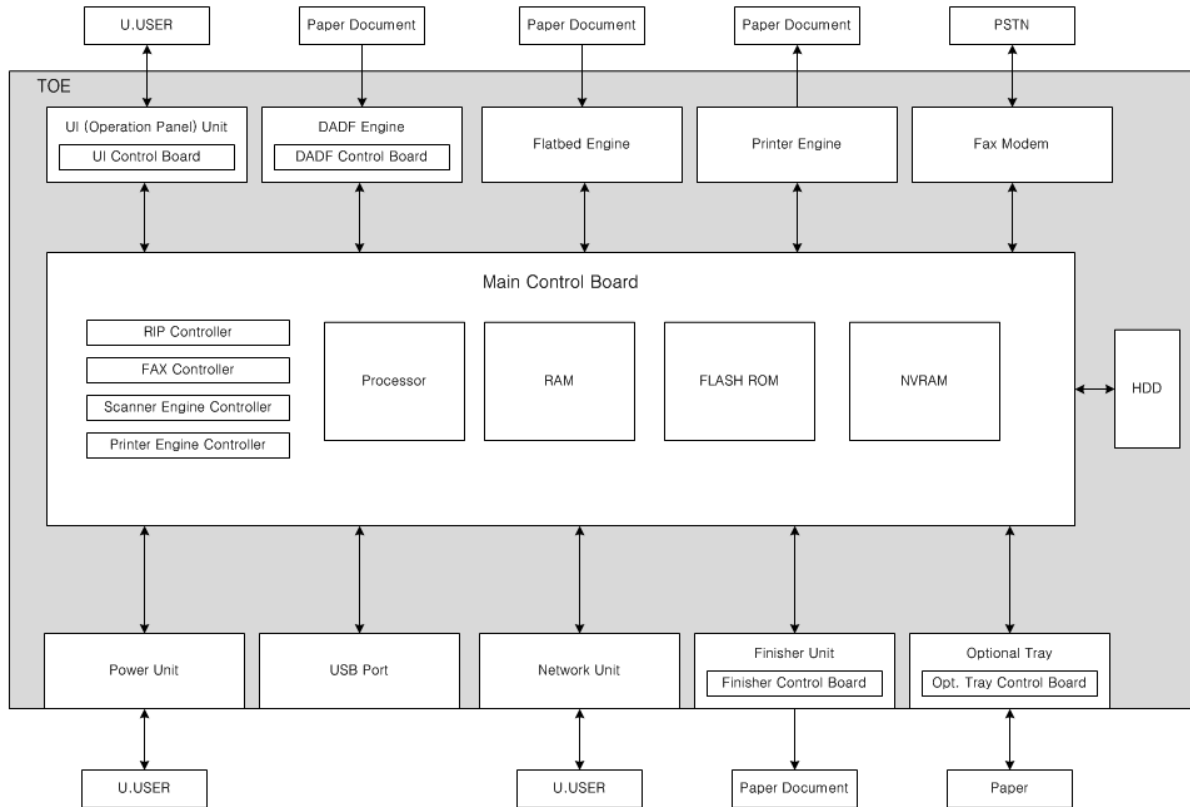 U.USER
Paper Document
Paper Document
Paper Document
PSTN
TOE
UI (Operation Panel) Unit
UI Control Board
DADF Engine
DADF Control Board
Flatbed Engine
Printer Engine
Fax Modem
Main Control Board
RIP Controller
FAX Controller
Scanner Engine Controller
Printer Engine Controller
Processor
RAM
FLASH ROM
NVRAM
HDD
Power Unit
USB Port
Network Unit
Finisher Unit
Finisher Control Board
Optional Tray
Opt. Tray Control Board
U.USER
U.USER
Paper Document
Paper